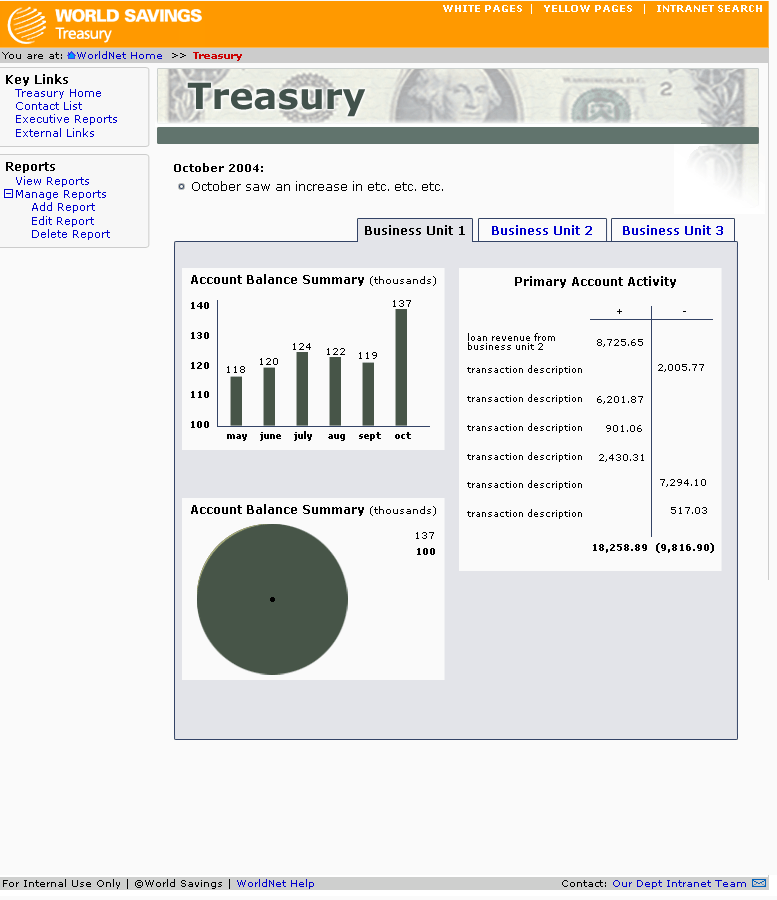 WORLD SAVINGS
Treasury
WHITE PAGES | YELLOW PAGES | INTRANET SEARCH
You are at: WorldNet Home >> Treasury
Key Links
Treasury Home
Contact List
Executive Reports
External Links
Reports
View Reports
Manage Reports
Add Report
Edit Report
Delete Report
Treasury
WASHINGTON, D.C.
2
October 2004:
October saw an increase in etc. etc. etc.
Business Unit 1
Business Unit 2
Business Unit 3
Account Balance Summary (thousands)
140
130
120
110
100
118
120
124
122
119
137
may june july aug sept oct
Account Balance Summary (thousands)
137
100
Primary Account Activity
+ -
loan revenue from
business unit 2 8,725.65
transaction description 2,005.77
transaction description 6,201.87
transaction description 901.06
transaction description 2,430.31
transaction description 7,294.10
transaction description 517.03
18,258.89 (9,816.90)
For Internal Use Only | ©World Savings | WorldNet Help
Contact: Our Dept Intranet Team